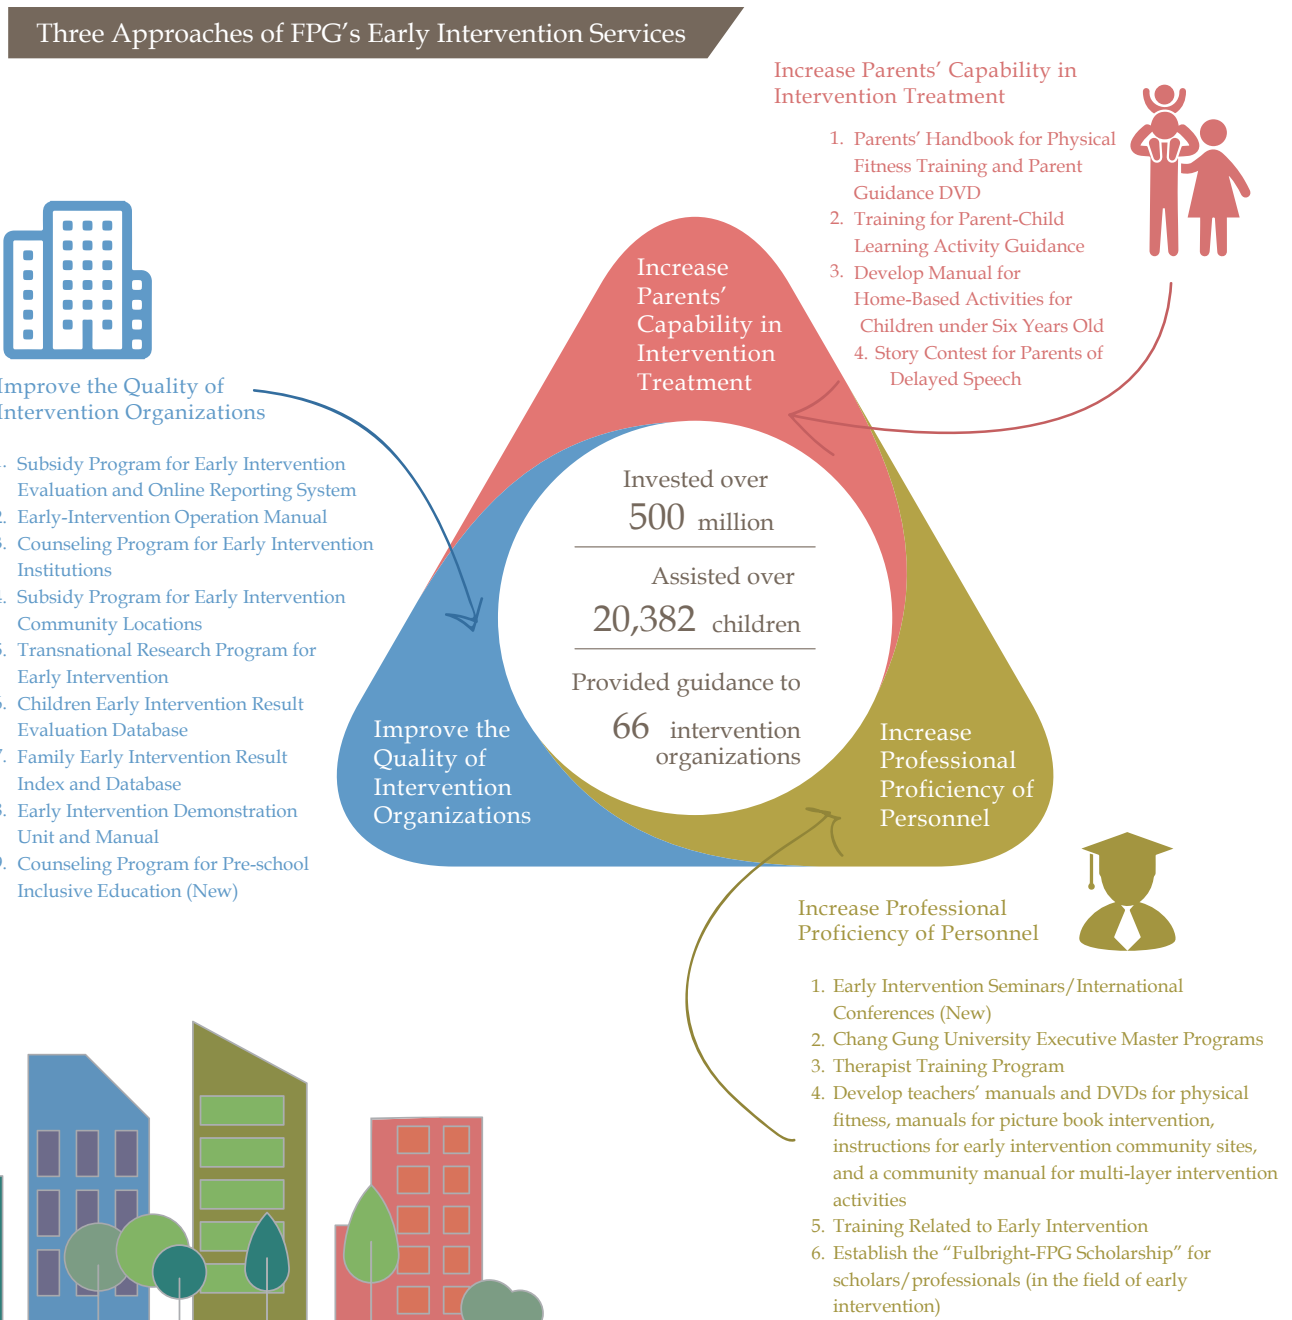 Three Approaches of FPG's Early Intervention Services
Increase Parents' Capability in
Intervention Treatment
1. Parents' Handbook for Physical
Fitness Training and Parent
Guidance DVD
2. Training for Parent-Child
Learning Activity Guidance
3. Develop Manual for
Home-Based Activities for
Children under Six Years Old
4. Story Contest for Parents of
Delayed Speech
Increase
Parents'
Capability in
Intervention
Treatment
Improve the Quality of
Intervention Organizations
. Subsidy Program for Early Intervention
Evaluation and Online Reporting System
2. Early-Intervention Operation Manual
3. Counseling Program for Early Intervention
Institutions
4. Subsidy Program for Early Intervention
Community Locations
5. Transnational Research Program for
Early Intervention
6. Children Early Intervention Result
Evaluation Database
7. Family Early Intervention Result
Index and Database
8. Early Intervention Demonstration
Unit and Manual
9. Counseling Program for Pre-school
Inclusive Education (New)
Invested over
500 million
Assisted over
20,382 children
Provided guidance to
66 intervention
organizations
Improve the
Quality of
Intervention
Organizations
Increase
Professional
Proficiency of
Personnel
Increase Professional
Proficiency of Personnel
1. Early Intervention Seminars/International
Conferences (New)
2. Chang Gung University Executive Master Programs
3. Therapist Training Program
4. Develop teachers' manuals and DVDs for physical
fitness, manuals for picture book intervention,
instructions for early intervention community sites,
and a community manual for multi-layer intervention
activities
5. Training Related to Early Intervention
6. Establish the "Fulbright-FPG Scholarship" for
scholars/professionals (in the field of early
intervention)